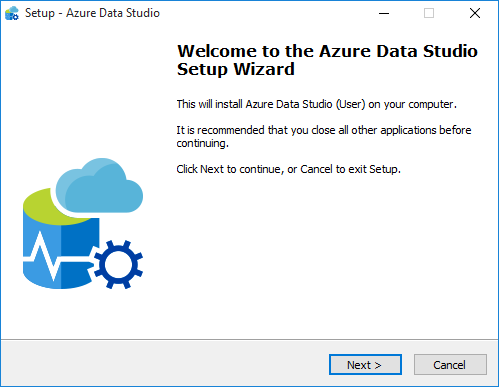 Setup - Azure Data Studio
Welcome to the Azure Data Studio
Setup Wizard
This will install Azure Data Studio (User) on your computer.
It is recommended that you close all other applications before
continuing.
Click Next to continue, or Cancel to exit Setup.
Next >
Cancel